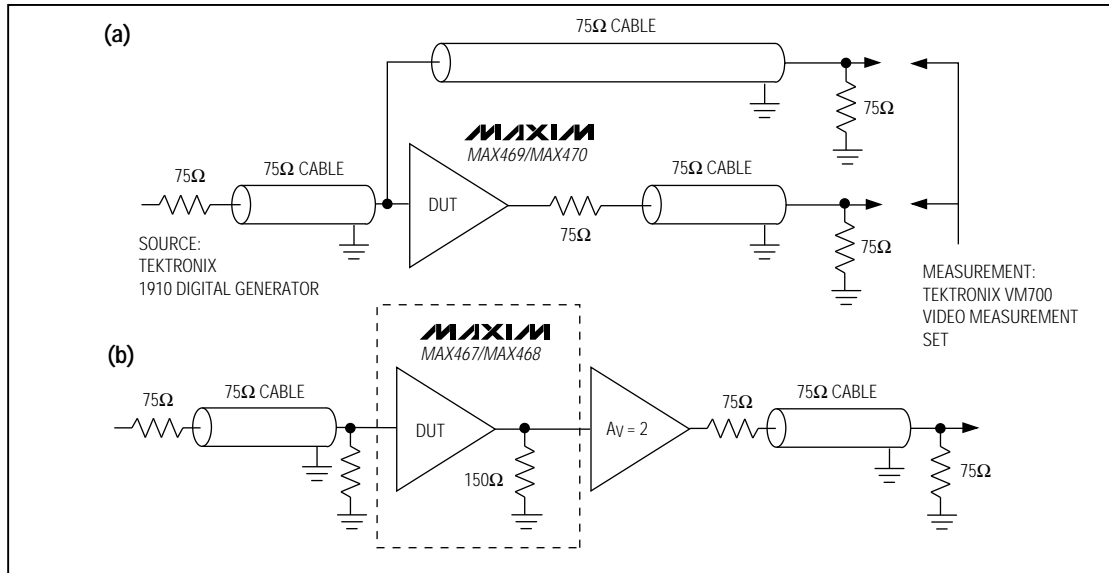 (a)
75Ω CABLE
75Ω
MAXIM
MAX469/MAX470
75Ω
75Ω CABLE
75Ω CABLE
DUT
75Ω
75Ω
SOURCE:
TEKTRONIX
1910 DIGITAL GENERATOR
MEASUREMENT:
TEKTRONIX VM700
VIDEO MEASUREMENT
SET
MAXIM
MAX467/MAX468
(b)
75Ω
75Ω CABLE
DUT
150Ω
AV = 2
75Ω
75Ω CABLE
75Ω